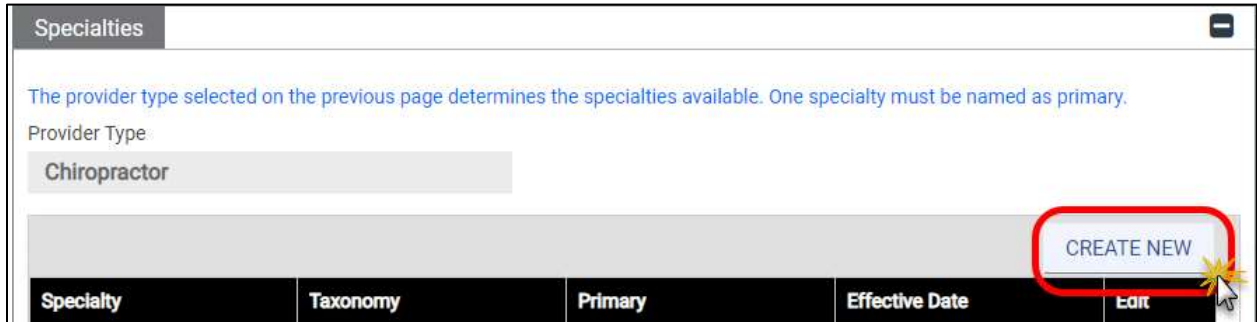 Specialties
The provider type selected on the previous page determines the specialties available. One specialty must be named as primary.
Provider Type
Chiropractor
CREATE NEW
Specialty Taxonomy Primary Effective Date Edit